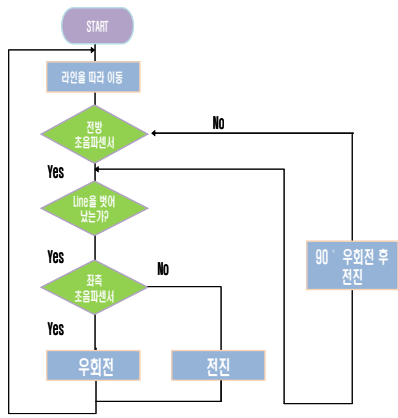 START
라인을 따라 이동
전방
초음파센서
No
Yes
Line을 벗어
났는가?
Yes
좌측
초음파센서
No
90° 우회전 후
전진
Yes
우회전
전진